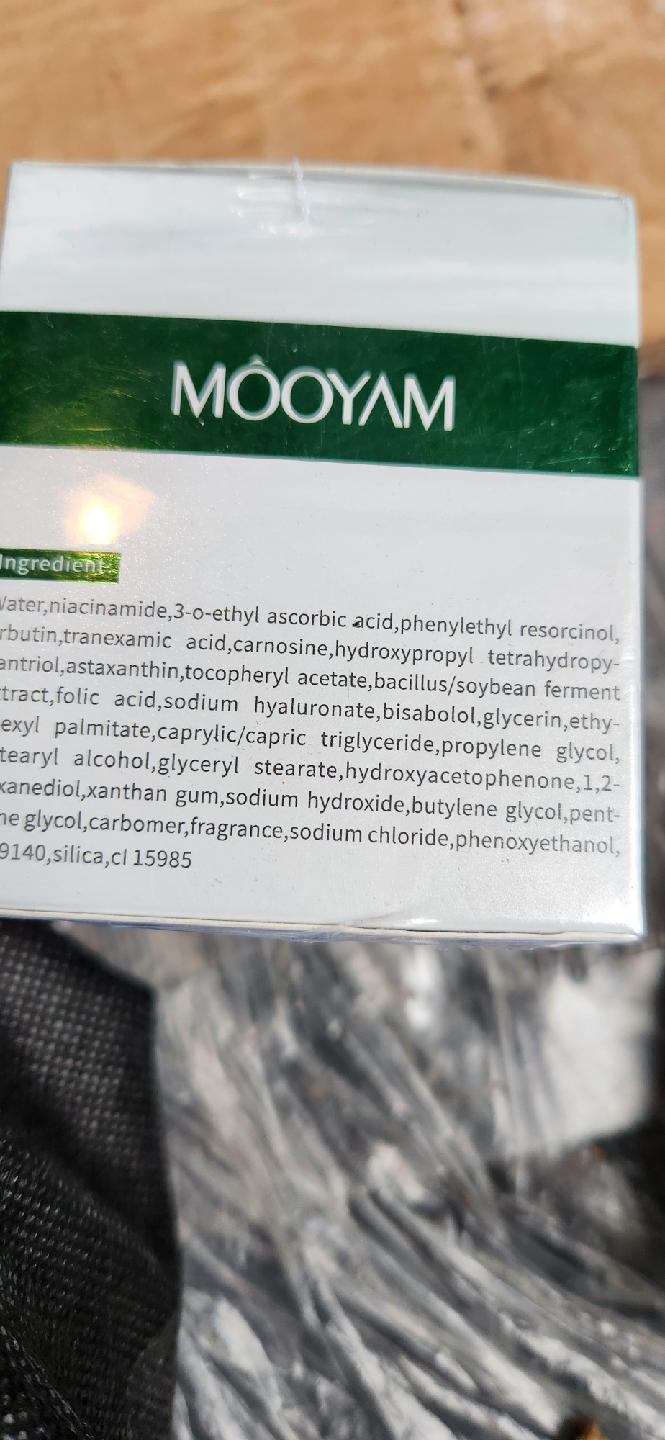 MÔOYAM
Ingredient
Water,niacinamide,3-o-ethyl ascorbic acid,phenylethyl resorcinol,
rbutin,tranexamic acid,carnosine,hydroxypropyl tetrahydropy-
antriol,astaxanthin,tocopheryl acetate,bacillus/soybean ferment
tract,folic acid,sodium hyaluronate,bisabolol,glycerin,ethy-
exyl palmitate,caprylic/capric triglyceride,propylene glycol,
tearyl alcohol,glyceryl stearate,hydroxyacetophenone,1,2-
xanediol,xanthan gum,sodium hydroxide,butylene glycol,pent-
ne glycol,carbomer,fragrance,sodium chloride,phenoxyethanol,
9140,silica,cI 15985